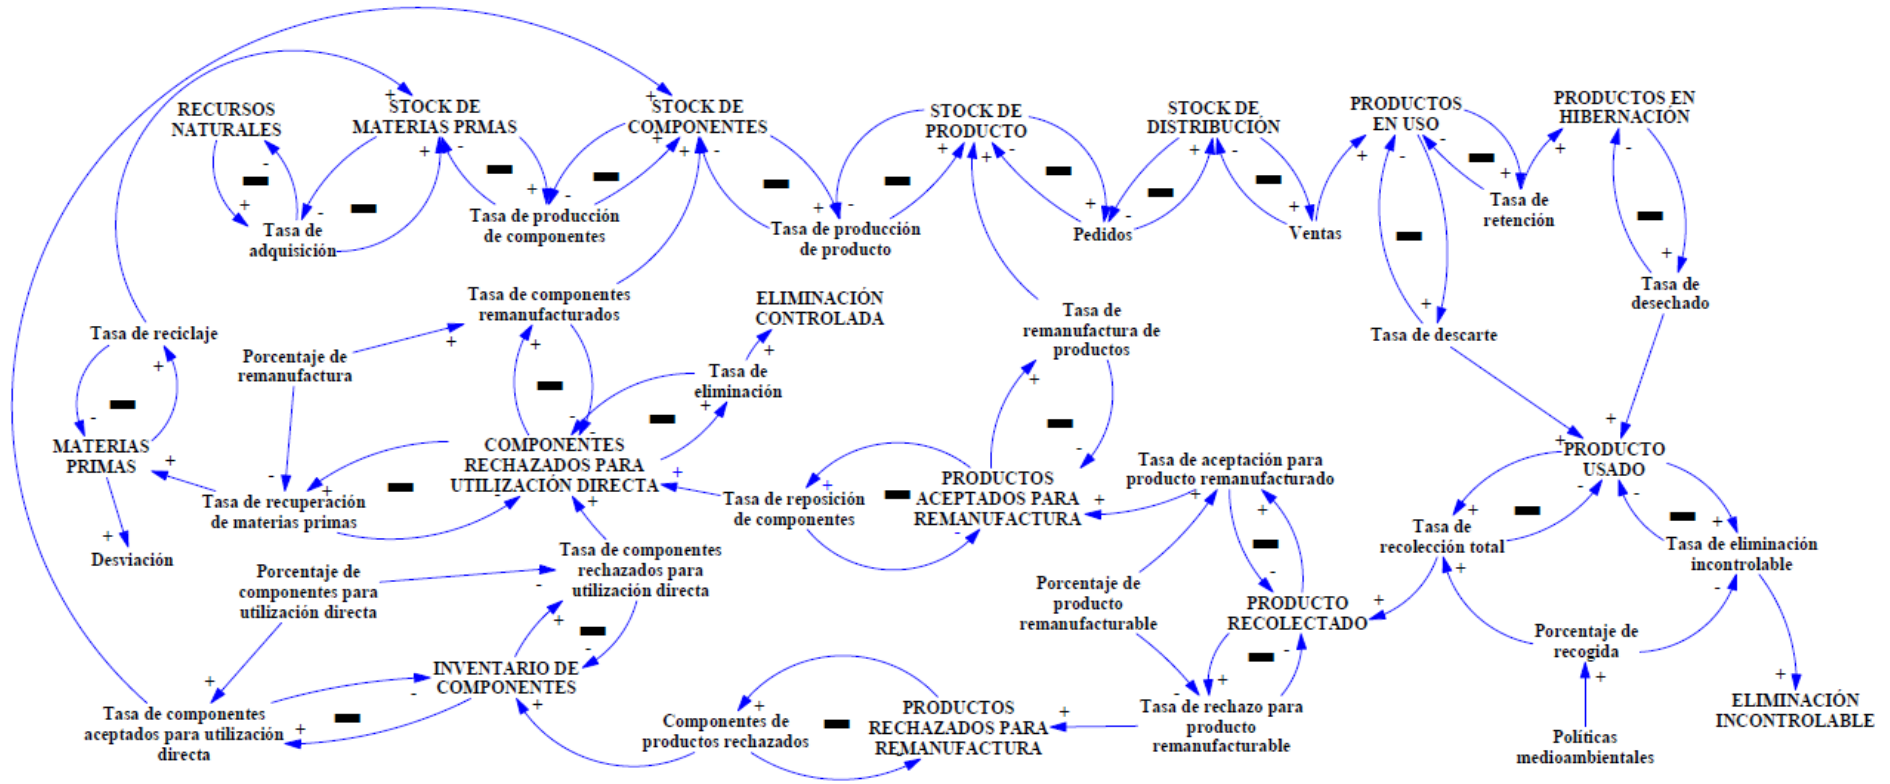 RECURSOS
NATURALES
STOCK DE
MATERIAS PRMAS
STOCK DE
COMPONENTES
STOCK DE
PRODUCTO
STOCK DE
DISTRIBUCIÓN
PRODUCTOS
EN USO
PRODUCTOS EN
HIBERNACIÓN
Tasa de
adquisición
Tasa de producción
de componentes
Tasa de producción
de producto
Pedidos
Ventas
Tasa de
retención
Tasa de
desechado
Tasa de componentes
remanufacturados
ELIMINACIÓN
CONTROLADA
Tasa de
remanufactura de
productos
Tasa de descarte
Tasa de reciclaje
Porcentaje de
remanufactura
Tasa de
eliminación
MATERIAS
PRIMAS
COMPONENTES
RECHAZADOS PARA
UTILIZACIÓN DIRECTA
PRODUCTO
USADO
Tasa de recuperación
de materias primas
Tasa de reposición
de componentes
PRODUCTOS
ACEPTADOS PARA
REMANUFACTURA
Tasa de aceptación para
producto remanufacturado
Tasa de
recolección total
Tasa de eliminación
incontrolable
Desviación
Tasa de componentes
rechazados para
utilización directa
Porcentaje de
componentes para
utilización directa
Porcentaje de
producto
remanufacturable
PRODUCTO
RECOLECTADO
Porcentaje de
recogida
INVENTARIO DE
COMPONENTES
Tasa de componentes
aceptados para utilización
directa
Componentes de
productos rechazados
PRODUCTOS
RECHAZADOS PARA
REMANUFACTURA
Tasa de rechazo para
producto
remanufacturable
ELIMINACIÓN
INCONTROLABLE
Políticas
medioambientales